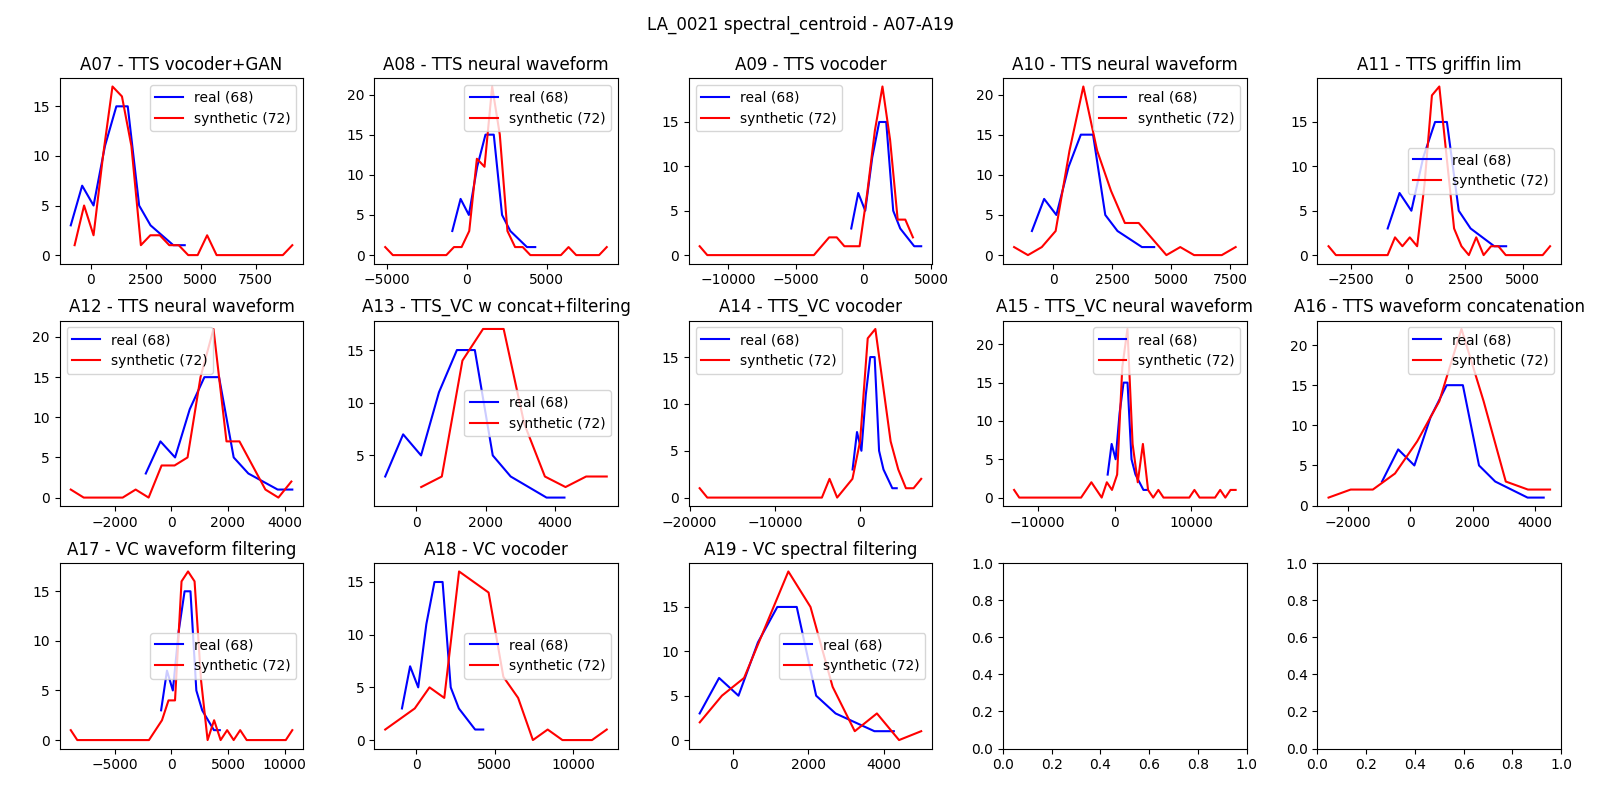 LA_0021 spectral_centroid - A07-A19
A07 - TTS vocoder+GAN
real (68)
synthetic (72)
0 5 10 15
0 2500 5000 7500
A08 - TTS neural waveform
real (68)
synthetic (72)
0 5 10 15 20
−5000 0 5000
A09 - TTS vocoder
real (68)
synthetic (72)
0 5 10 15
−10000 −5000 0 5000
A10 - TTS neural waveform
real (68)
synthetic (72)
0 5 10 15 20
0 2500 5000 7500
A11 - TTS griffin lim
real (68)
synthetic (72)
0 5 10 15
−2500 0 2500 5000
A12 - TTS neural waveform
real (68)
synthetic (72)
0 5 10 15 20
−2000 0 2000 4000
A13 - TTS_VC w concat+filtering
real (68)
synthetic (72)
5 10 15
0 2000 4000
A14 - TTS_VC vocoder
real (68)
synthetic (72)
0 5 10 15
−20000 −10000 0
A15 - TTS_VC neural waveform
real (68)
synthetic (72)
0 5 10 15 20
−10000 0 10000
A16 - TTS waveform concatenation
real (68)
synthetic (72)
0 5 10 15 20
−2000 0 2000 4000
A17 - VC waveform filtering
real (68)
synthetic (72)
0 5 10 15
−5000 0 5000 10000
A18 - VC vocoder
real (68)
synthetic (72)
0 5 10 15
0 5000 10000
A19 - VC spectral filtering
real (68)
synthetic (72)
0 5 10 15
0 2000 4000
0.0 0.2 0.4 0.6 0.8 1.0
0.0 0.2 0.4 0.6 0.8 1.0
0.0 0.2 0.4 0.6 0.8 1.0
0.0 0.2 0.4 0.6 0.8 1.0